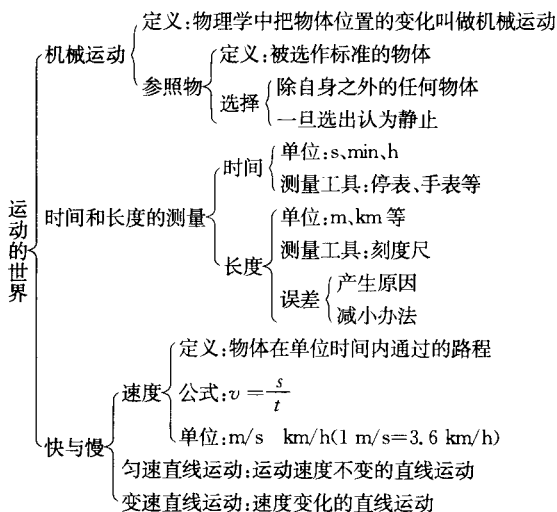 定义:物理学中把物体位置的变化叫做机械运动
机械运动
定义:被选作标准的物体
参照物
除自身之外的任何物体
选择
一旦选出认为静止
单位:s、min、h
时间
测量工具:停表、手表等
运动的世界
时间和长度的测量
单位:m、km 等
测量工具:刻度尺
长度
产生原因
误差
减小办法
定义:物体在单位时间内通过的路程
速度
公式:v=s/t
单位:m/s km/h(1 m/s=3.6 km/h)
快与慢
匀速直线运动:运动速度不变的直线运动
变速直线运动:速度变化的直线运动